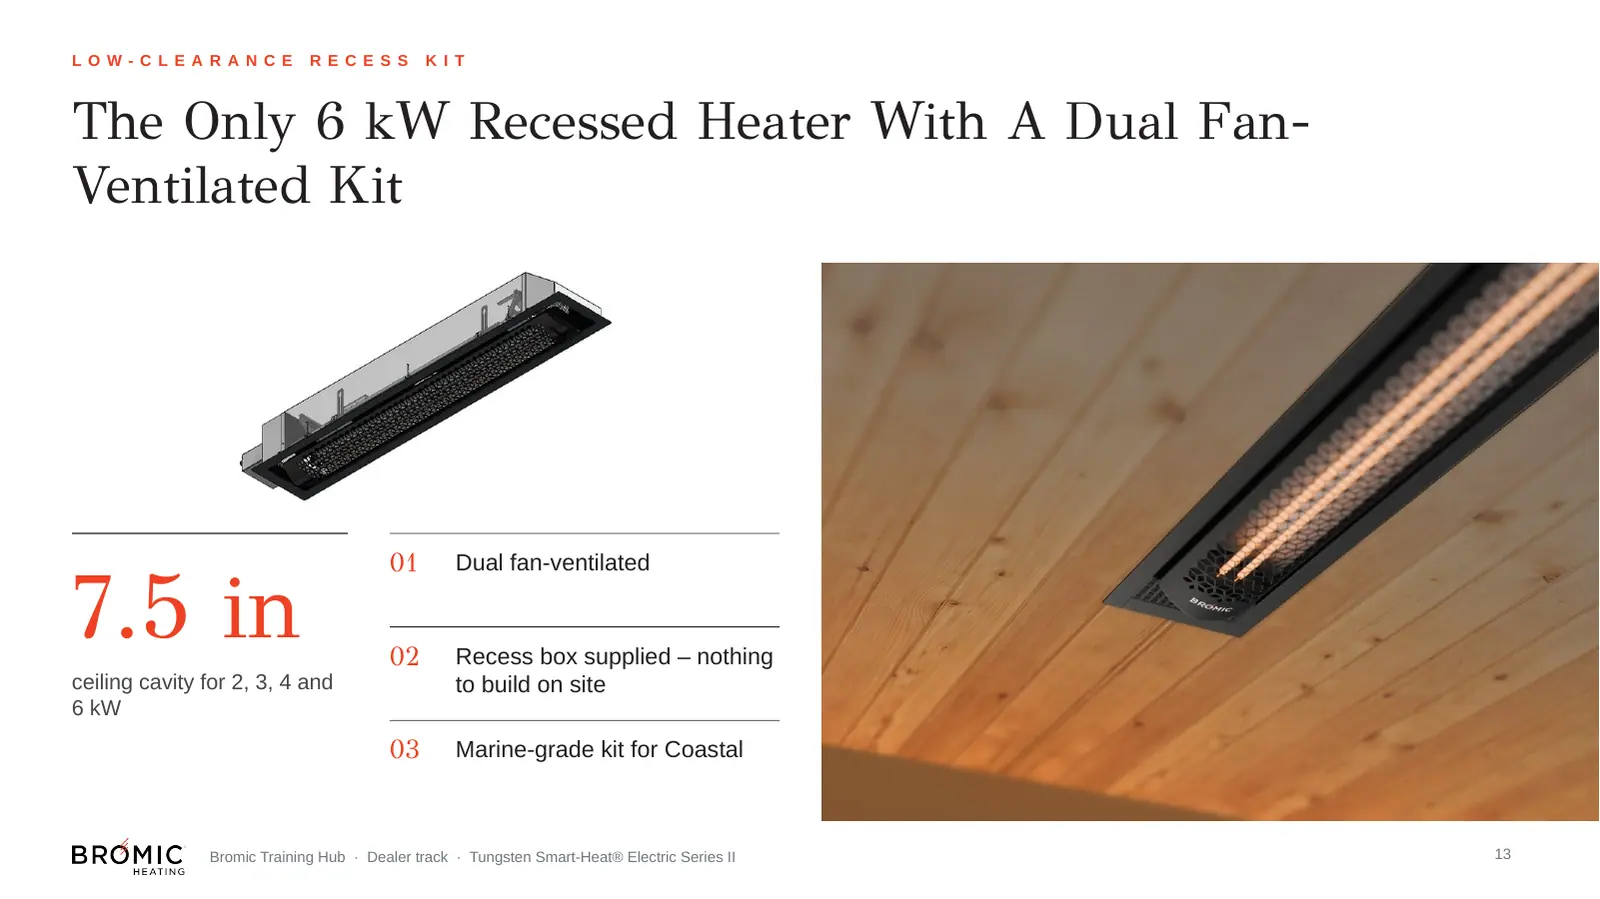 LOW-CLEARANCE RECESS KIT
The Only 6 kW Recessed Heater With A Dual Fan-
Ventilated Kit
7.5 in
ceiling cavity for 2, 3, 4 and
6 kW
01 Dual fan-ventilated
02 Recess box supplied – nothing
to build on site
03 Marine-grade kit for Coastal
BROMIC
BROMIC
HEATING
Bromic Training Hub · Dealer track · Tungsten Smart-Heat® Electric Series II
13